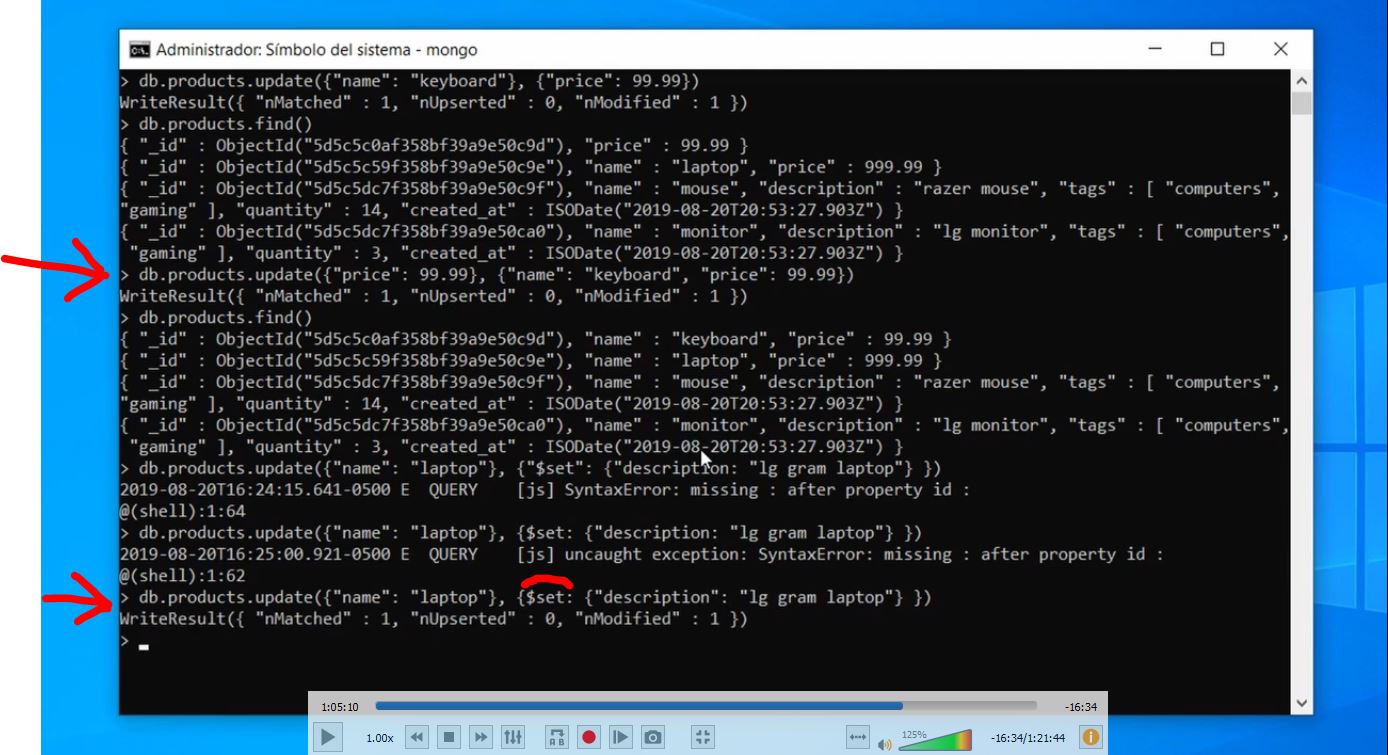 Administrador: Símbolo del sistema - mongo
> db.products.update({"name": "keyboard"}, {"price": 99.99})
WriteResult({ "nMatched" : 1, "nUpserted" : 0, "nModified" : 1 })
> db.products.find()
{ "_id" : ObjectId("5d5c5c0af358bf39a9e50c9d"), "price" : 99.99 }
{ "_id" : ObjectId("5d5c5c59f358bf39a9e50c9e"), "name" : "laptop", "price" : 999.99 }
{ "_id" : ObjectId("5d5c5dc7f358bf39a9e50c9f"), "name" : "mouse", "description" : "razer mouse", "tags" : [ "computers",
"gaming" ], "quantity" : 14, "created_at" : ISODate("2019-08-20T20:53:27.903Z") }
{ "_id" : ObjectId("5d5c5dc7f358bf39a9e50ca0"), "name" : "monitor", "description" : "lg monitor", "tags" : [ "computers",
"gaming" ], "quantity" : 3, "created_at" : ISODate("2019-08-20T20:53:27.903Z") }
> db.products.update({"price": 99.99}, {"name": "keyboard", "price": 99.99})
WriteResult({ "nMatched" : 1, "nUpserted" : 0, "nModified" : 1 })
> db.products.find()
{ "_id" : ObjectId("5d5c5c0af358bf39a9e50c9d"), "name" : "keyboard", "price" : 99.99 }
{ "_id" : ObjectId("5d5c5c59f358bf39a9e50c9e"), "name" : "laptop", "price" : 999.99 }
{ "_id" : ObjectId("5d5c5dc7f358bf39a9e50c9f"), "name" : "mouse", "description" : "razer mouse", "tags" : [ "computers",
"gaming" ], "quantity" : 14, "created_at" : ISODate("2019-08-20T20:53:27.903Z") }
{ "_id" : ObjectId("5d5c5dc7f358bf39a9e50ca0"), "name" : "monitor", "description" : "lg monitor", "tags" : [ "computers",
"gaming" ], "quantity" : 3, "created_at" : ISODate("2019-08-20T20:53:27.903Z") }
> db.products.update({"name": "laptop"}, {"$set": {"description: "lg gram laptop"} })
2019-08-20T16:24:15.641-0500 E  QUERY    [js] SyntaxError: missing : after property id :
@(shell):1:64
> db.products.update({"name": "laptop"}, {$set: {"description: "lg gram laptop"} })
2019-08-20T16:25:00.921-0500 E  QUERY    [js] uncaught exception: SyntaxError: missing : after property id :
@(shell):1:62
> db.products.update({"name": "laptop"}, {$set: {"description": "lg gram laptop"} })
WriteResult({ "nMatched" : 1, "nUpserted" : 0, "nModified" : 1 })
>
1:05:10 -16:34
1.00x A B 125% -16:34/1:21:44